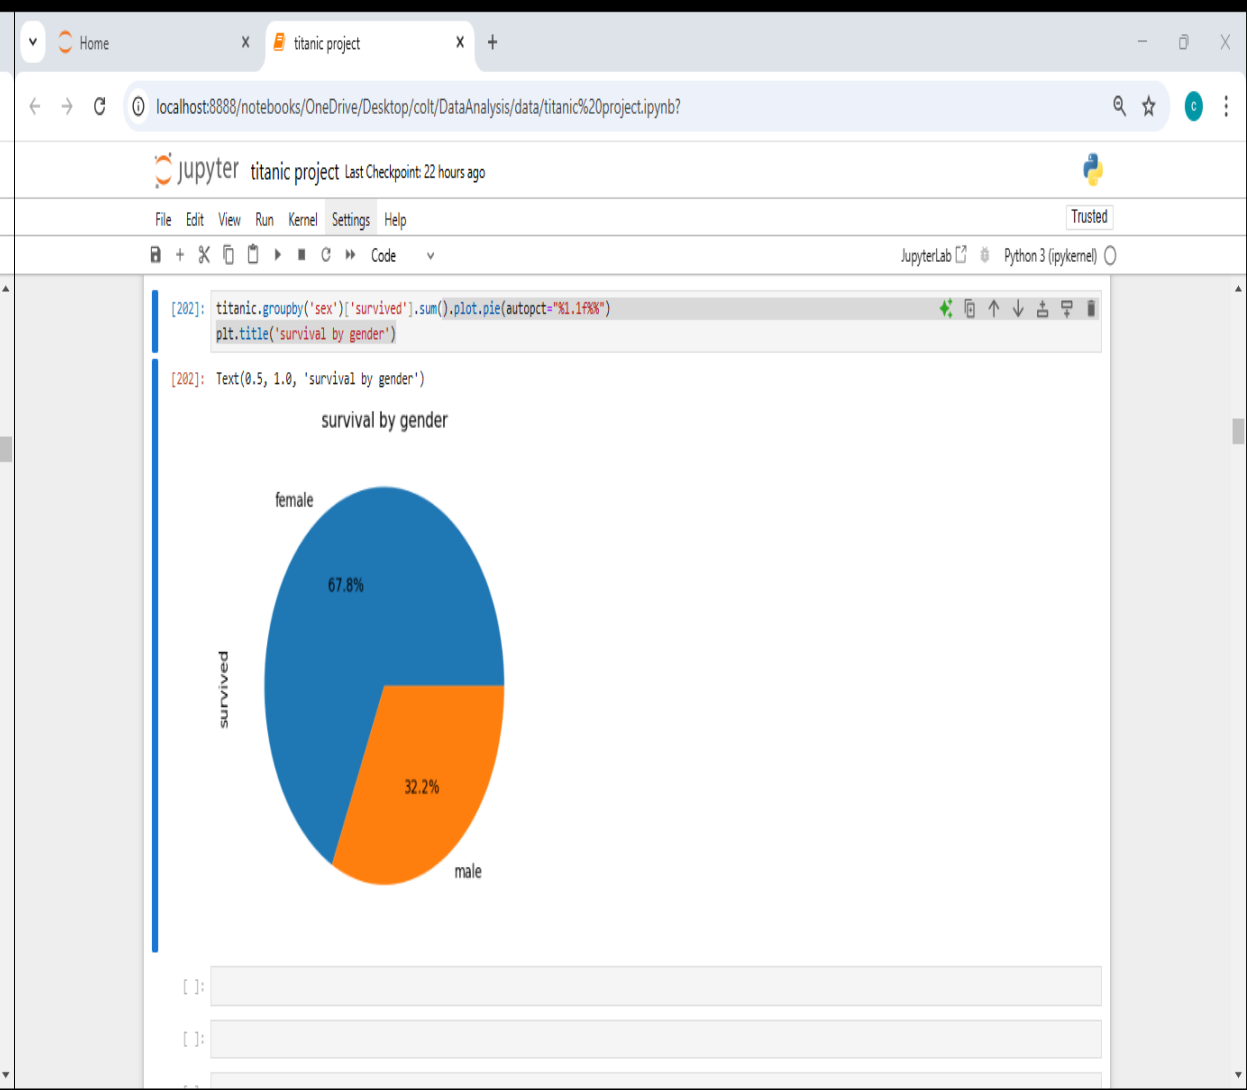 Home
titanic project
localhost:8888/notebooks/OneDrive/Desktop/colt/DataAnalysis/data/titanic%20project.ipynb?
c
jupyter titanic project Last Checkpoint: 22 hours ago
File Edit View Run Kernel Settings Help
Trusted
Code
JupyterLab
Python 3 (ipykernel)
[202]: titanic.groupby('sex')['survived'].sum().plot.pie(autopct="%1.1f%%")
plt.title('survival by gender')
[202]: Text(0.5, 1.0, 'survival by gender')
survival by gender
female
67.8%
survived
32.2%
male
[ ]:
[ ]: